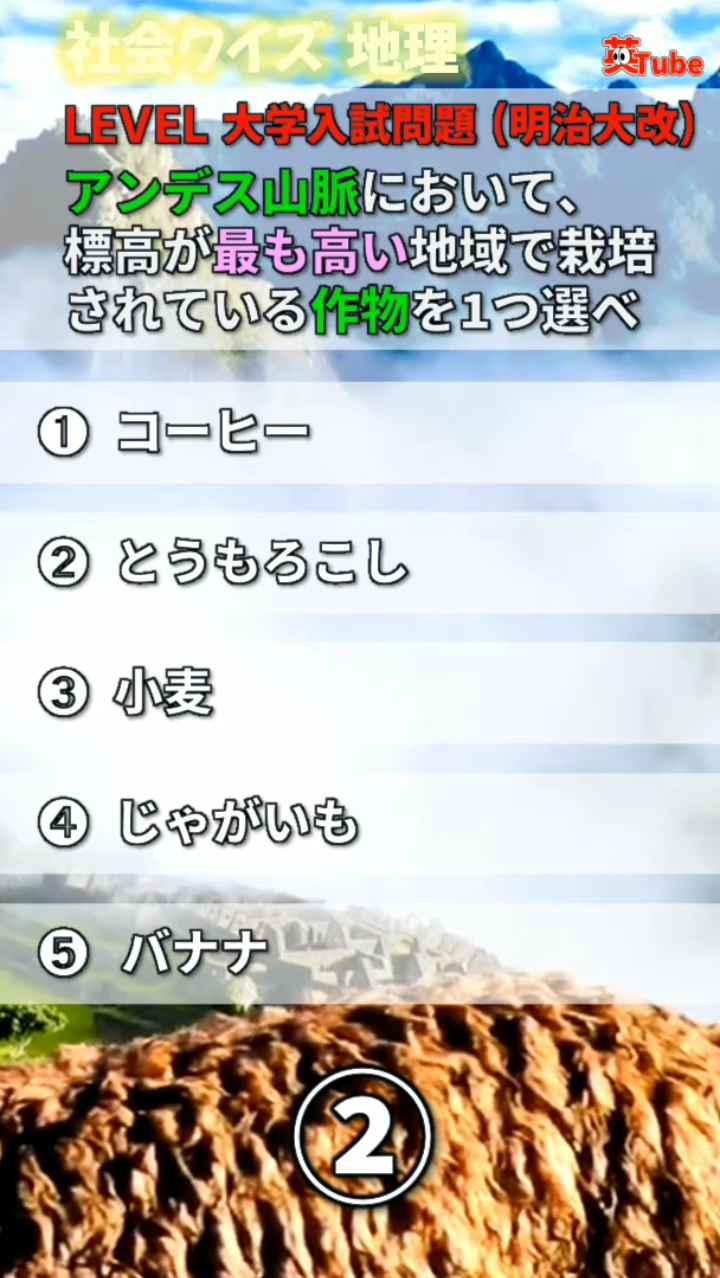 社会クイズ 地理
英Tube
LEVEL 大学入試問題 (明治大改)
アンデス山脈において、
標高が最も高い地域で栽培
されている作物を1つ選べ
① コーヒー
② とうもろこし
③ 小麦
④ じゃがいも
⑤ バナナ
②